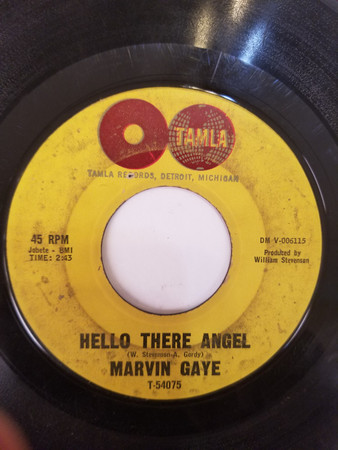 TAMLA
TAMLA RECORDS, DETROIT, MICHIGAN
45 RPM
Jobete - BMI
TIME: 2:45
DM V-006115
Produced by
William Stevenson
HELLO THERE ANGEL
(W. Stevenson-A. Gordy)
MARVIN GAYE
T-54075